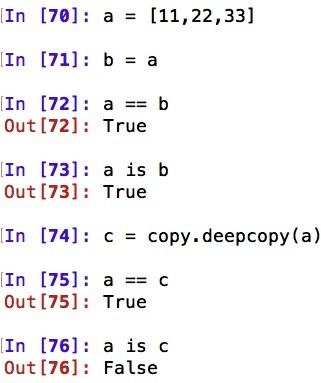 In [70]: a = [11,22,33]
In [71]: b = a
In [72]: a == b
Out[72]: True
In [73]: a is b
Out[73]: True
In [74]: c = copy.deepcopy(a)
In [75]: a == c
Out[75]: True
In [76]: a is c
Out[76]: False